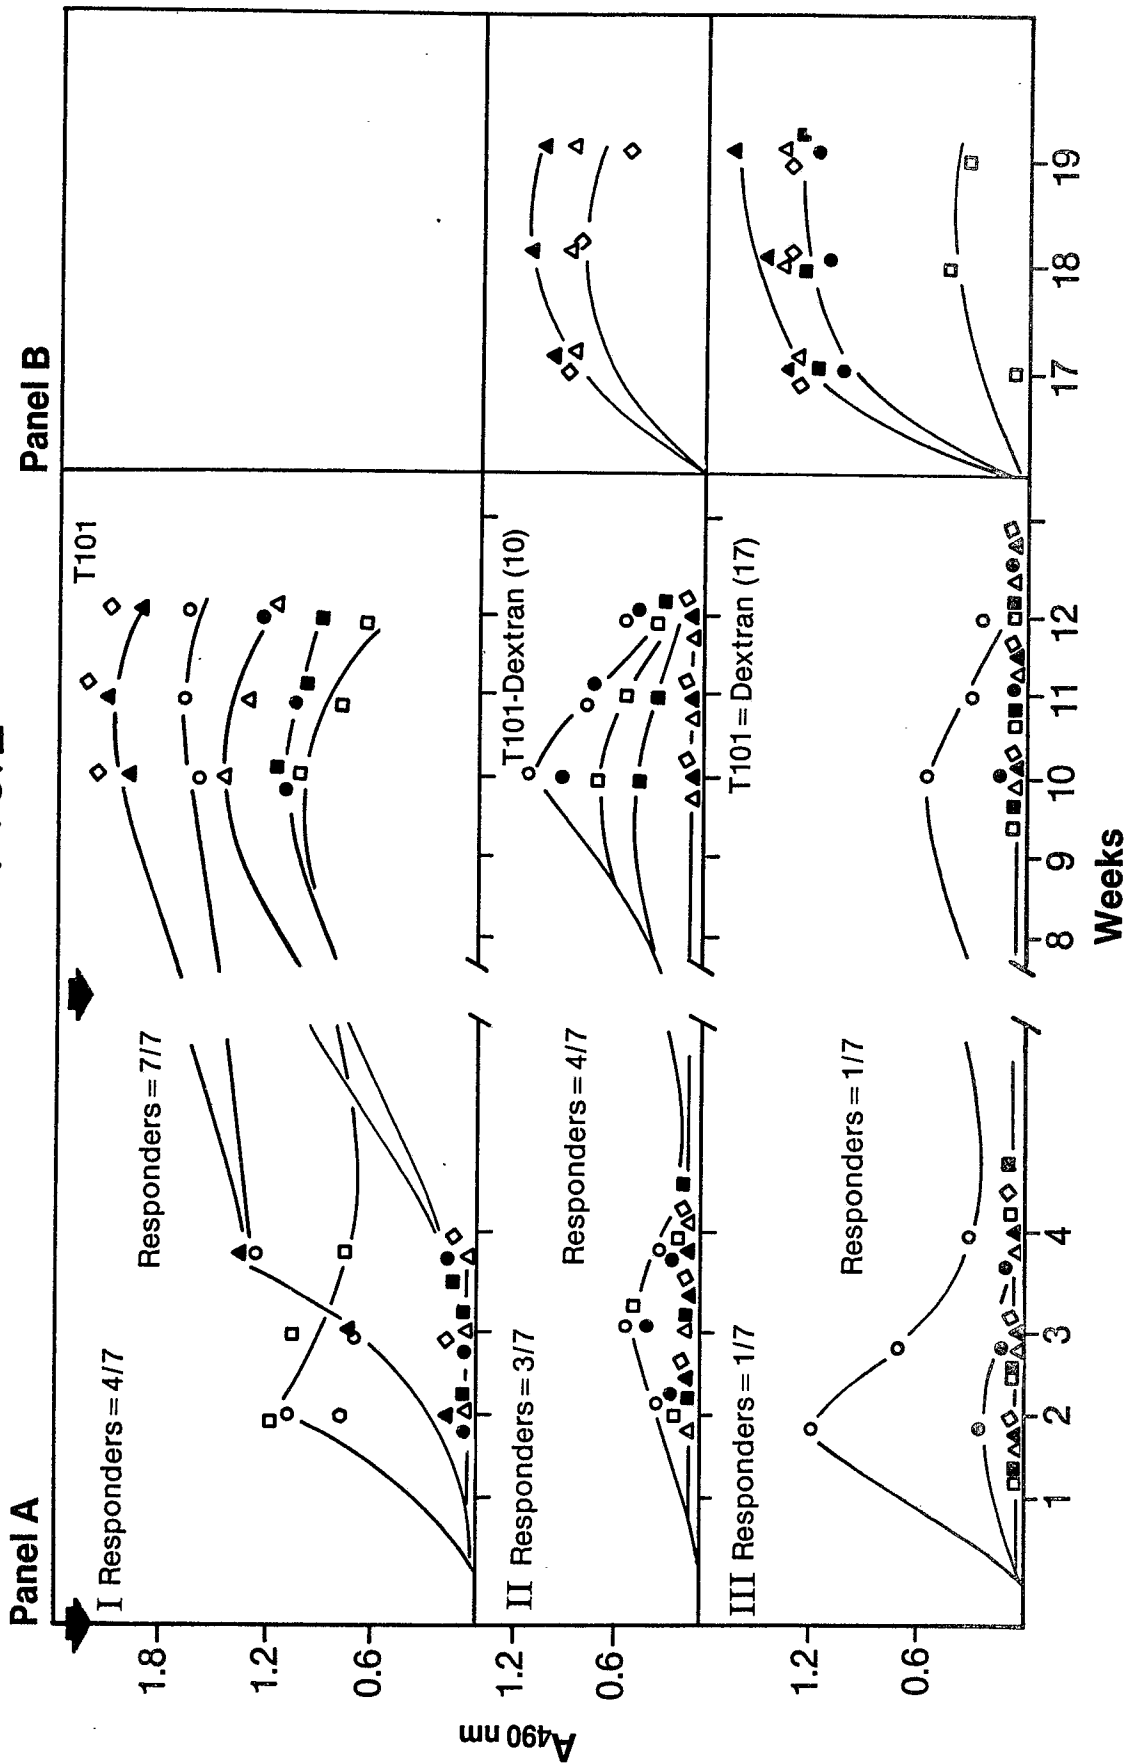 Panel A
Panel B
I Responders = 4/7
Responders = 7/7
T101
II Responders = 3/7
Responders = 4/7
T101-Dextran (10)
III Responders = 1/7
Responders = 1/7
T101 = Dextran (17)
1.8
1.2
0.6
1.2
0.6
1.2
0.6
A490 nm
1 2 3 4 8 9 10 11 12 17 18 19
Weeks